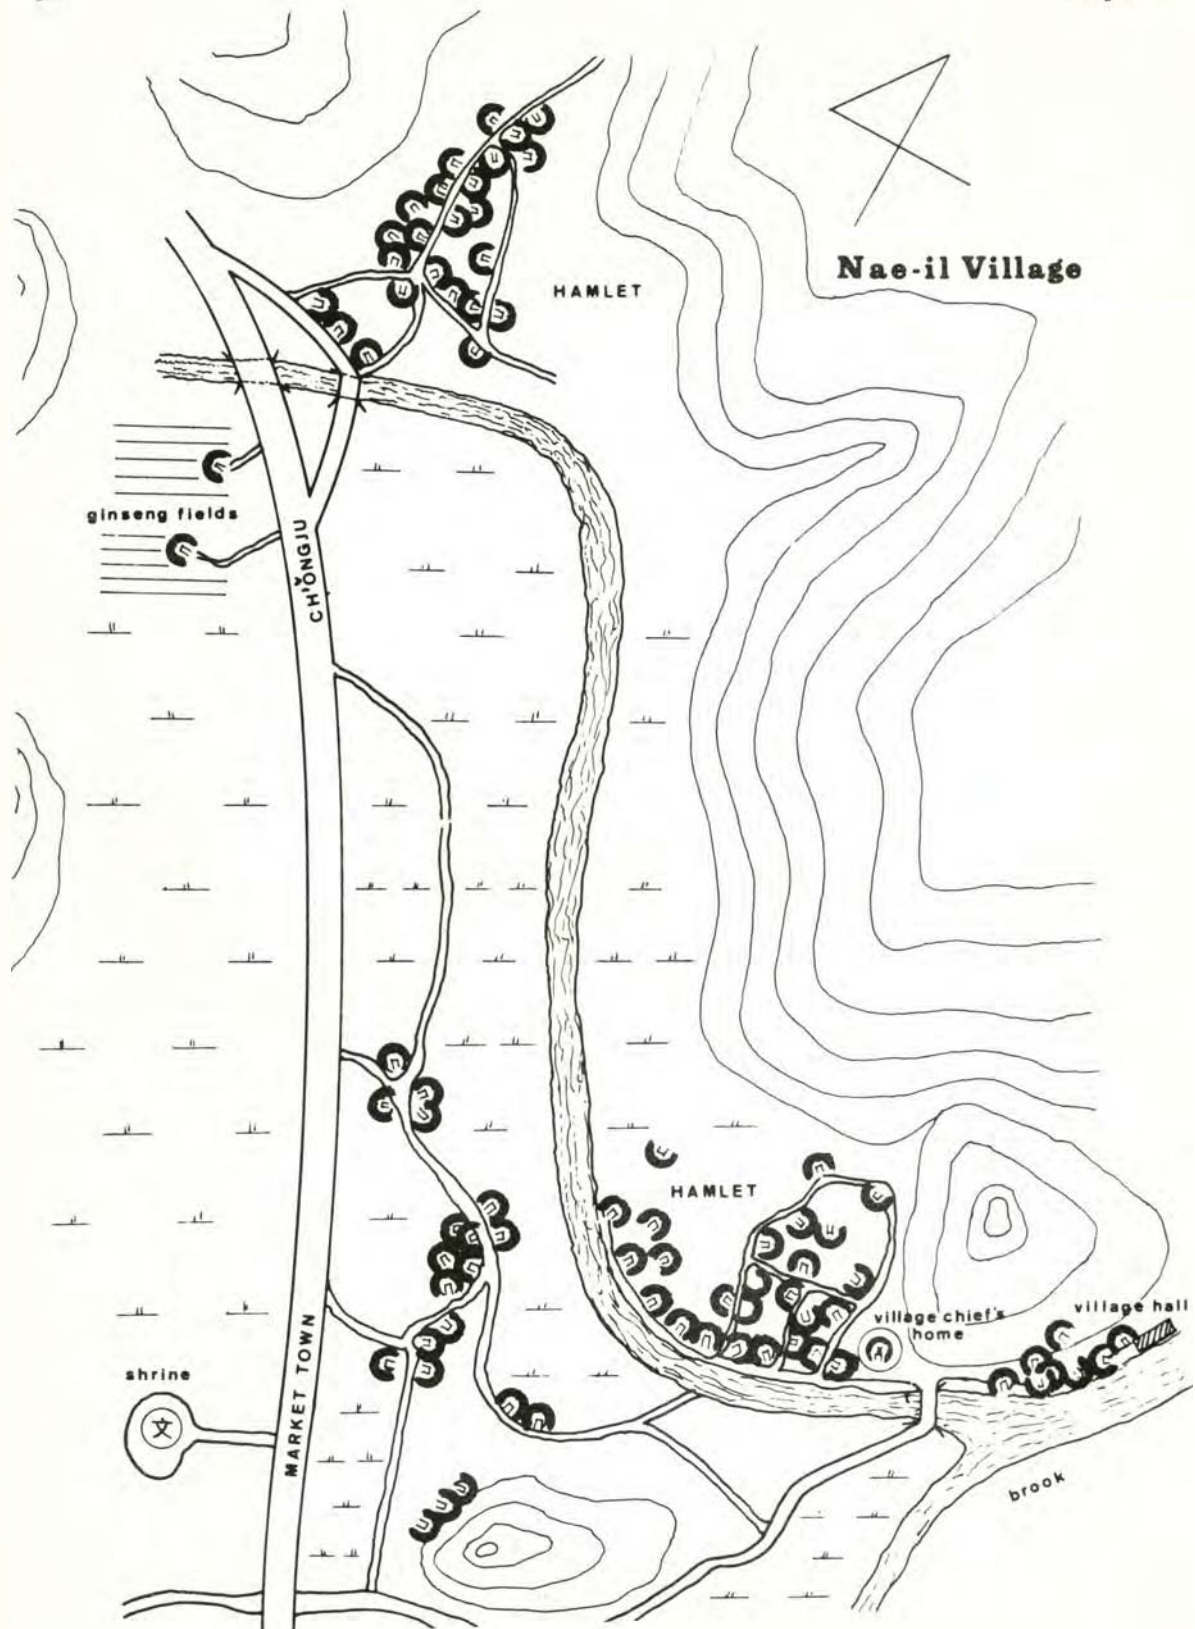 Nae-il Village
HAMLET
ginseng fields
CH'ŎNGJU
HAMLET
village chief's
home
village hall
shrine
文
MARKET TOWN
brook